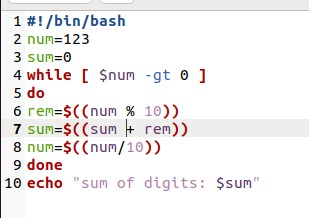 1 #!/bin/bash
2 num=123
3 sum=0
4 while [ $num -gt 0 ]
5 do
6 rem=$((num % 10))
7 sum=$((sum + rem))
8 num=$((num/10))
9 done
10 echo "sum of digits: $sum"